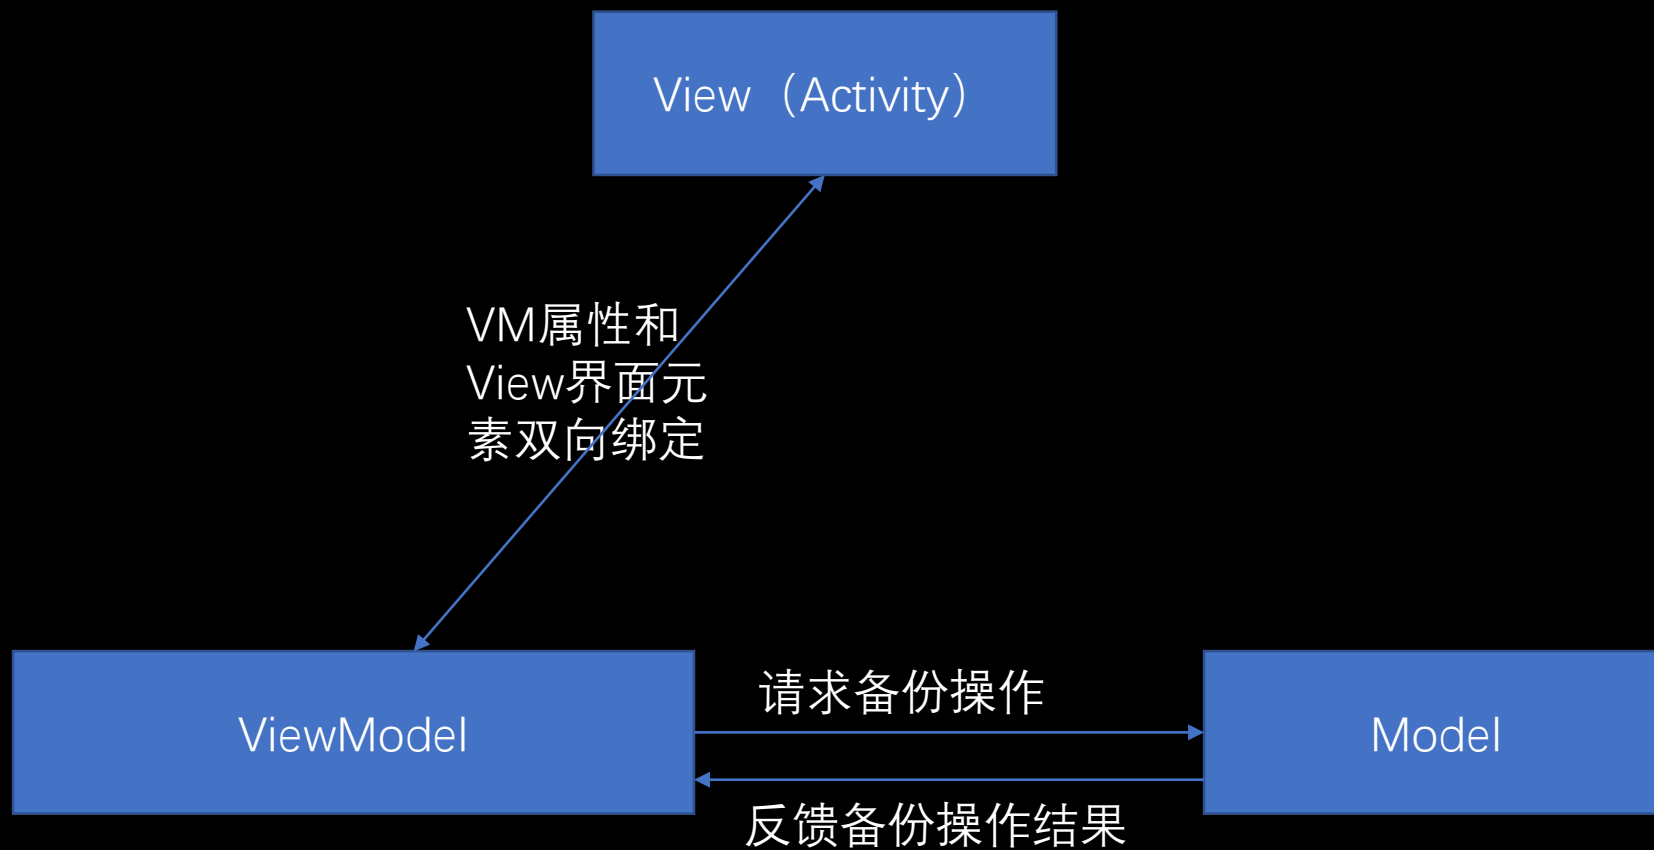 View（Activity）
VM属性和
View界面元
素双向绑定
请求备份操作
ViewModel
Model
反馈备份操作结果